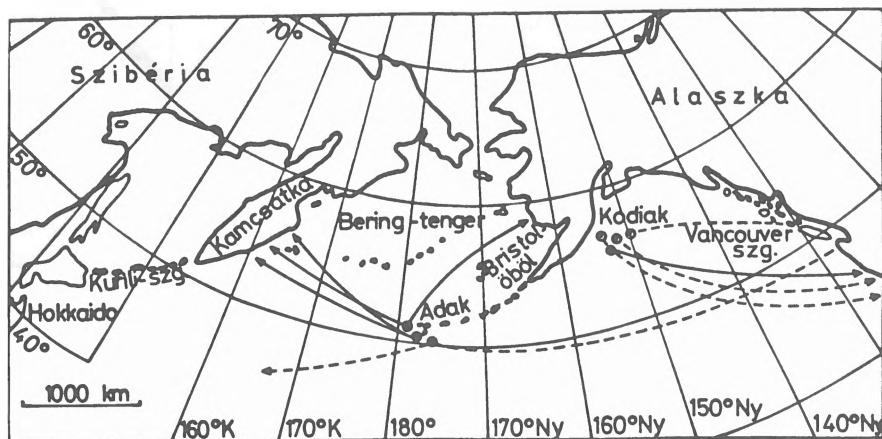 60°
70°
Szibéria
Alaszka
50°
Kamcsátka
Bering-tenger
Kodiak
Bristol
öböl
Vancouver
szg.
Kurili-szg.
Hokkaido
Adak
40°
1000 km
160°K
170°K
180°
170°Ny
160°Ny
150°Ny
140°Ny